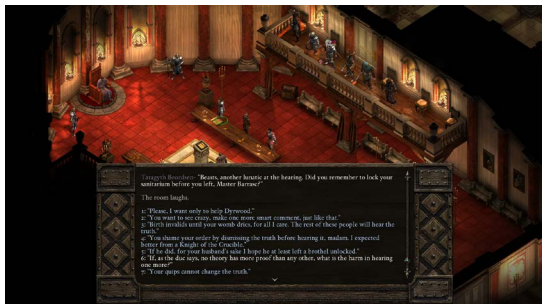 Taragyth Boordsen- "Beasts, another lunatic at the hearing. Did you remember to lock your
sanitarium before you left, Master Barrase?"
The room laughs.
1: "Please, I want only to help Dyrwood."
2: "You want to see crazy, make one more smart comment, just like that."
3: "Birth invalids until your womb dries, for all I care. The rest of these people will hear the
truth."
4: "You shame your order by dismissing the truth before hearing it, madam. I expected
better from a Knight of the Crucible."
5: "If he did, for your husband's sake I hope he at least left a brothel unlocked."
6: "If, as the duc says, no theory has more proof than any other, what is the harm in hearing
one more?"
7: "Your quips cannot change the truth."